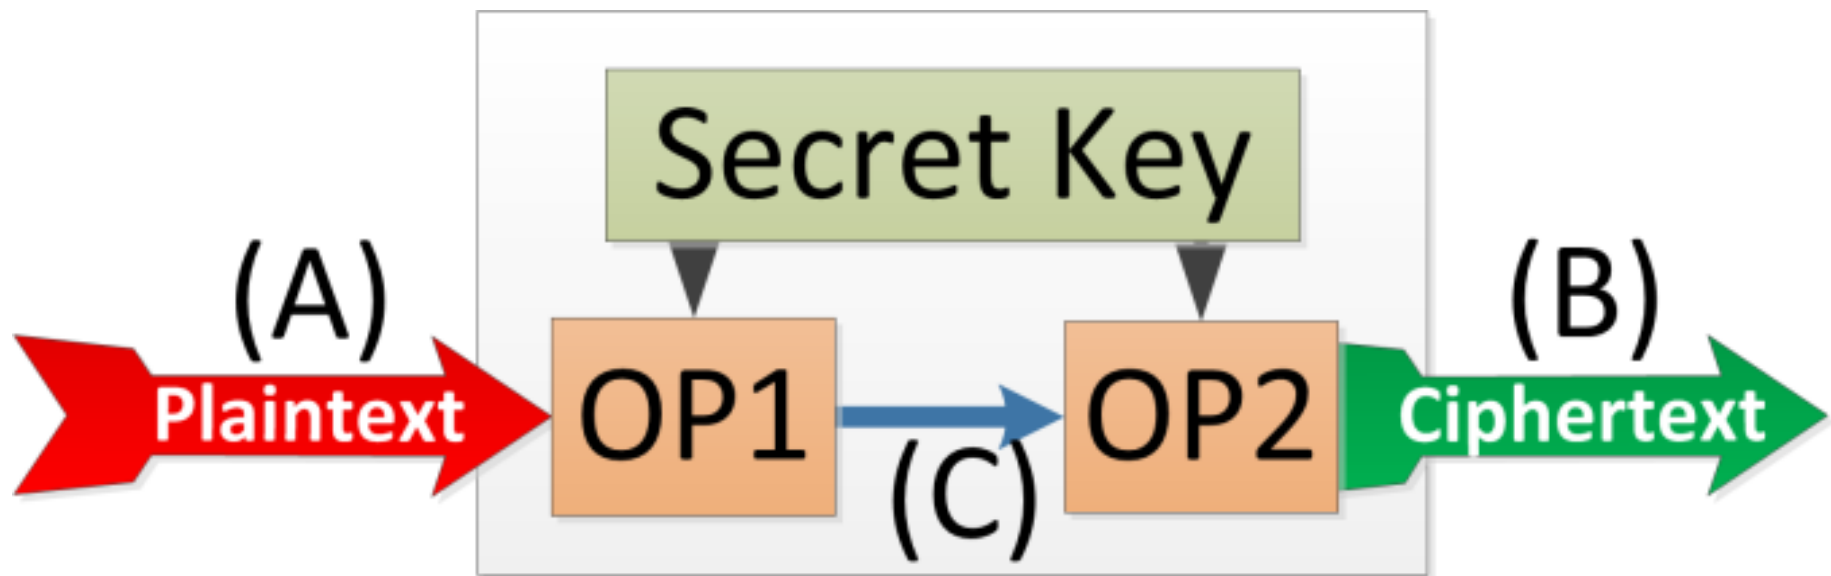 Secret Key
(A)
(B)
Plaintext
OP1
OP2
Ciphertext
(C)